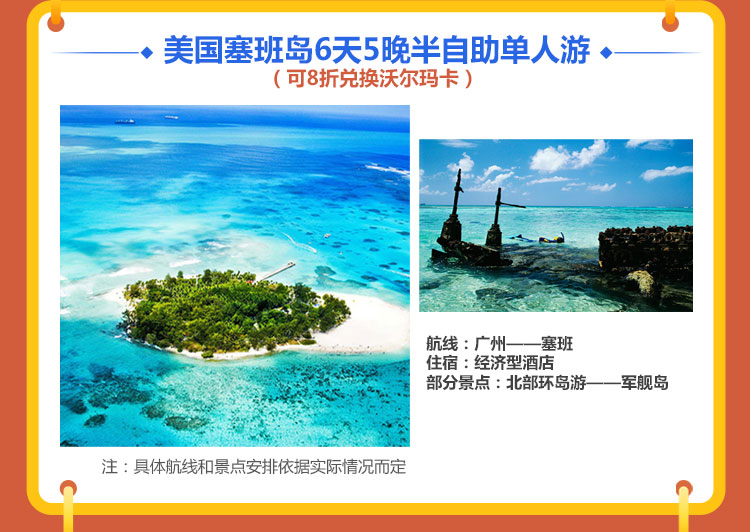 美国塞班岛6天5晚半自助单人游
（可8折兑换沃尔玛卡）
航线：广州——塞班
住宿：经济型酒店
部分景点：北部环岛游——军舰岛
注：具体航线和景点安排依据实际情况而定